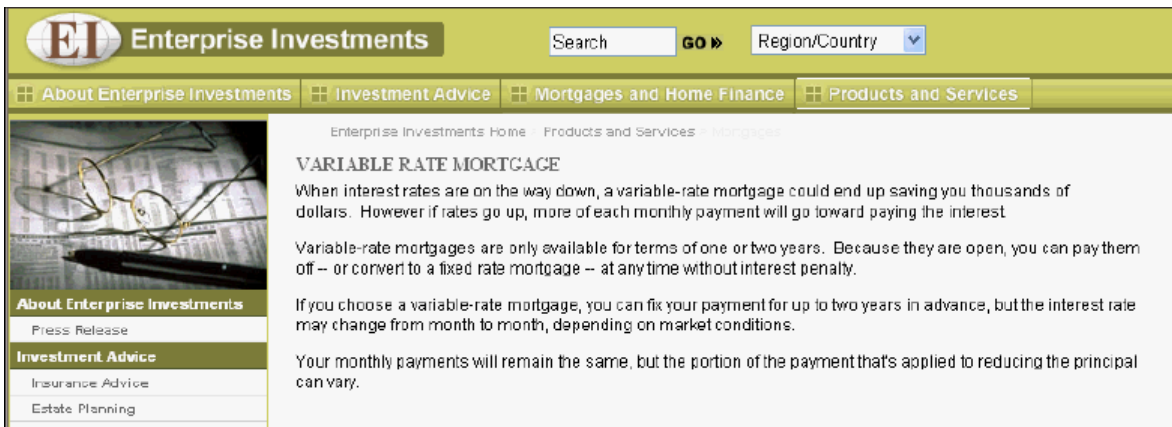 EI Enterprise Investments
Search GO » Region/Country
About Enterprise Investments Investment Advice Mortgages and Home Finance Products and Services
Enterprise Investments Home / Products and Services > Mortgages
VARIABLE RATE MORTGAGE
When interest rates are on the way down, a variable-rate mortgage could end up saving you thousands of
dollars. However if rates go up, more of each monthly payment will go toward paying the interest
Variable-rate mortgages are only available for terms of one or two years. Because they are open, you can pay them
off -- or convert to a fixed rate mortgage -- at any time without interest penalty.
If you choose a variable-rate mortgage, you can fix your payment for up to two years in advance, but the interest rate
may change from month to month, depending on market conditions.
Your monthly payments will remain the same, but the portion of the payment that's applied to reducing the principal
can vary.
About Enterprise Investments
Press Release
Investment Advice
Insurance Advice
Estate Planning